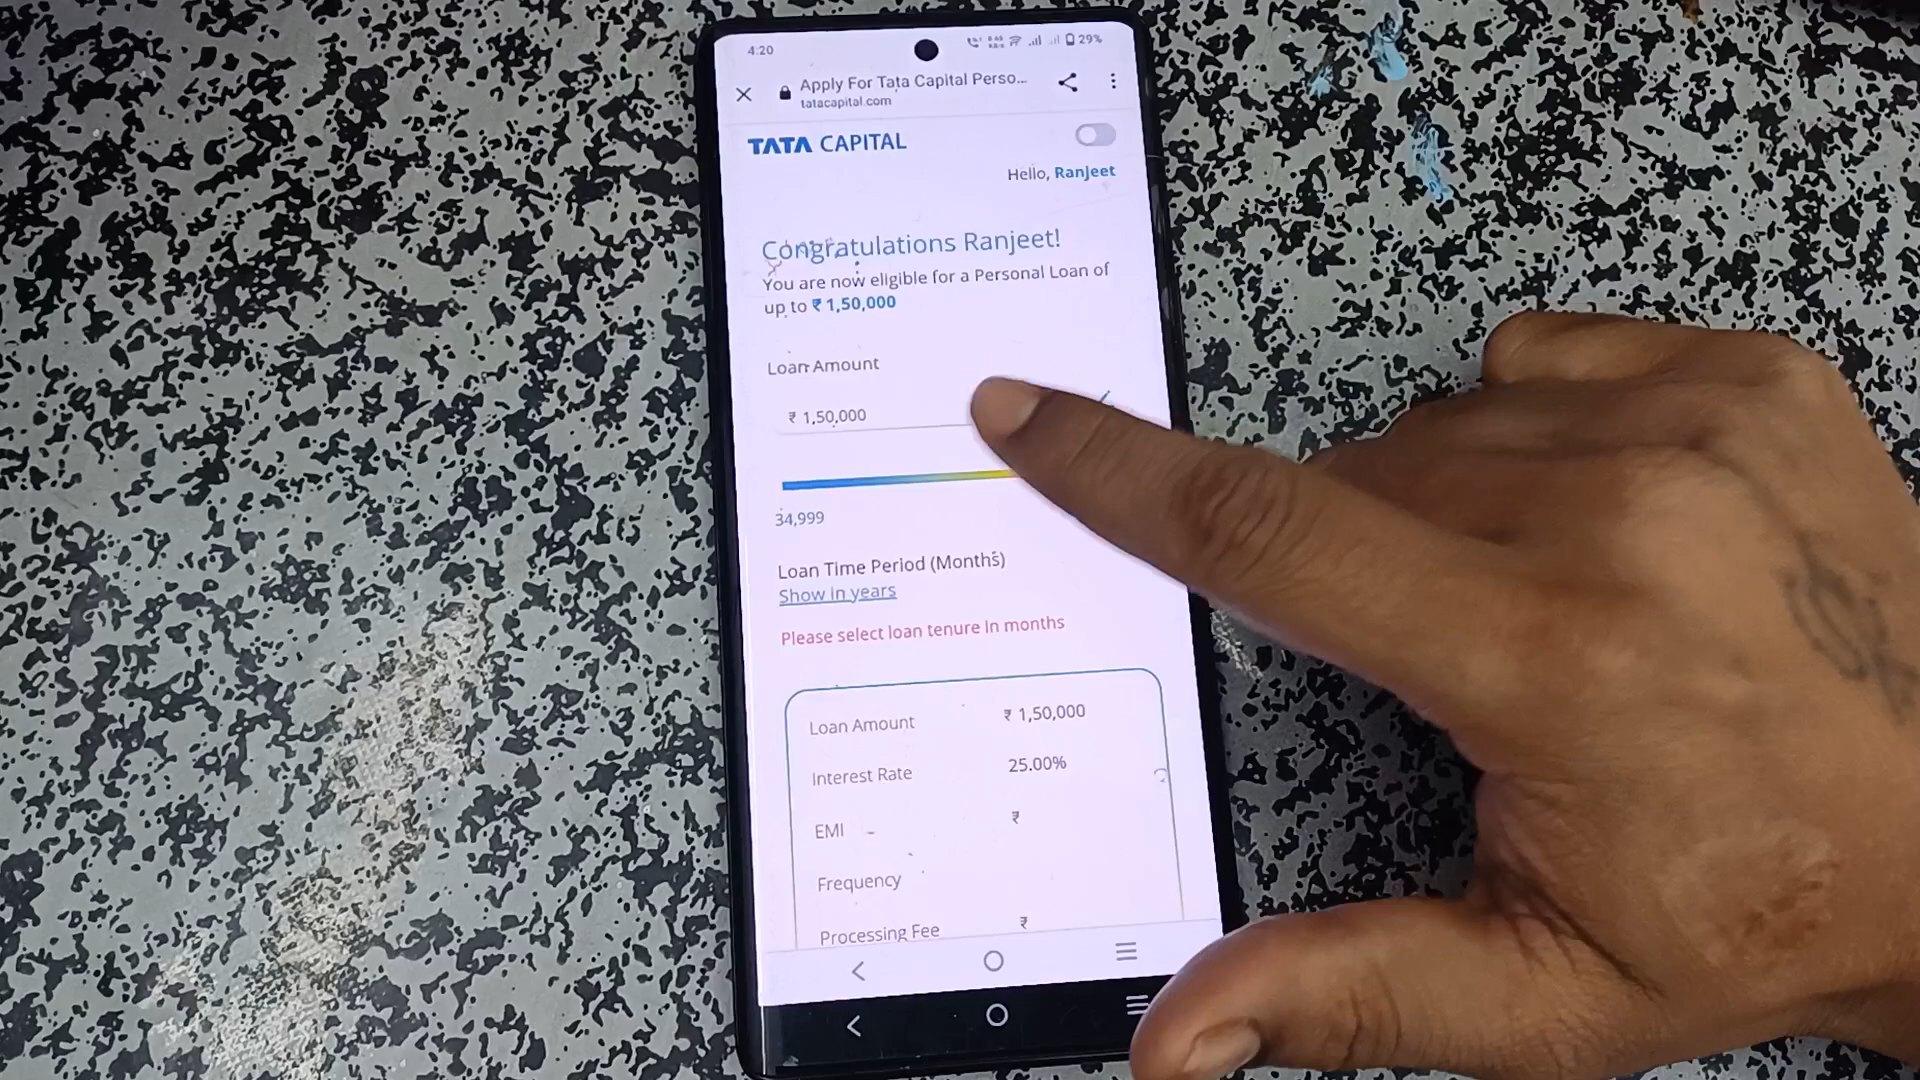 4:20
29%
Apply For Tata Capital Perso...
tatacapital.com
TATA CAPITAL
Hello, Ranjeet
Congratulations Ranjeet!
You are now eligible for a Personal Loan of
up to ₹ 1,50,000
Loan Amount
₹ 1,50,000
34,999
Loan Time Period (Months)
Show in years
Please select loan tenure in months
Loan Amount ₹ 1,50,000
Interest Rate 25.00%
EMI ₹
Frequency
Processing Fee ₹